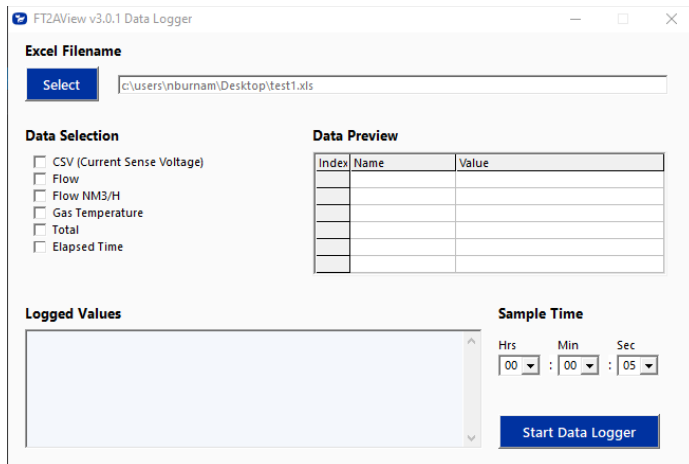 FT2AView v3.0.1 Data Logger
Excel Filename
Select
c:\users\nburnam\Desktop\test1.xls
Data Selection
CSV (Current Sense Voltage)
Flow
Flow NM3/H
Gas Temperature
Total
Elapsed Time
Data Preview
Index Name Value
Logged Values
Sample Time
Hrs Min Sec
00 : 00 : 05
Start Data Logger